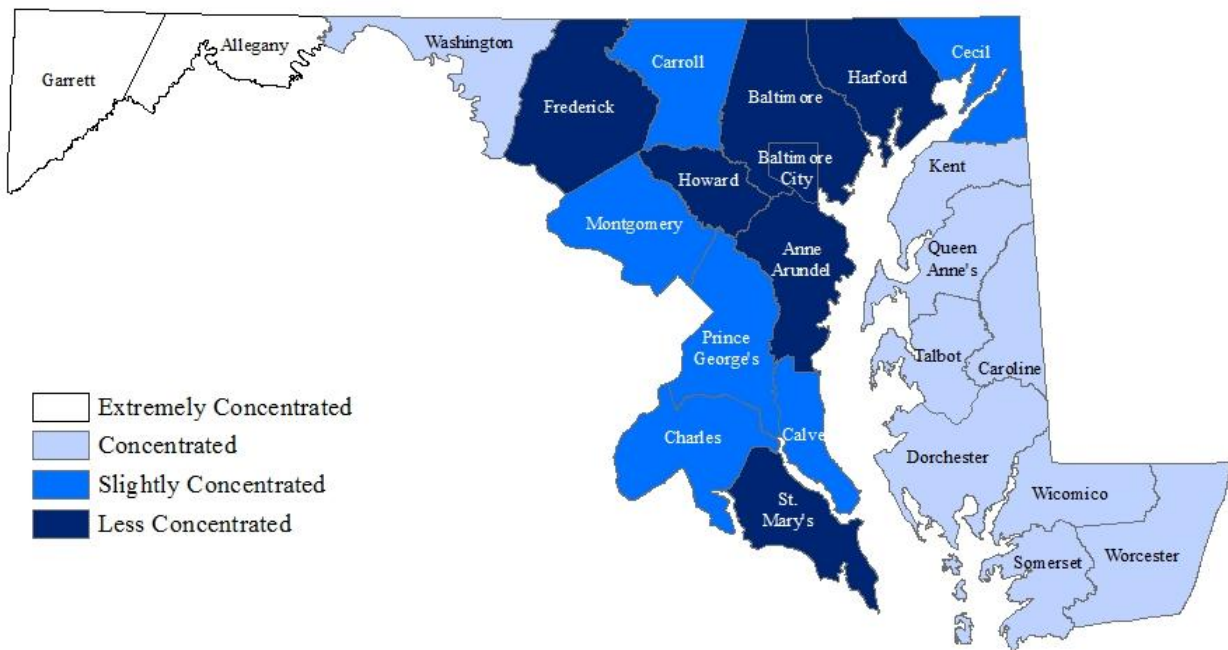 Garrett
Allegany
Washington
Frederick
Carroll
Baltimore
Harford
Cecil
Baltimore
City
Howard
Montgomery
Anne
Arundel
Kent
Queen
Anne's
Prince
George's
Talbot
Caroline
Charles
Calve
Dorchester
St.
Mary's
Wicomico
Somerset
Worcester
Extremely Concentrated
Concentrated
Slightly Concentrated
Less Concentrated